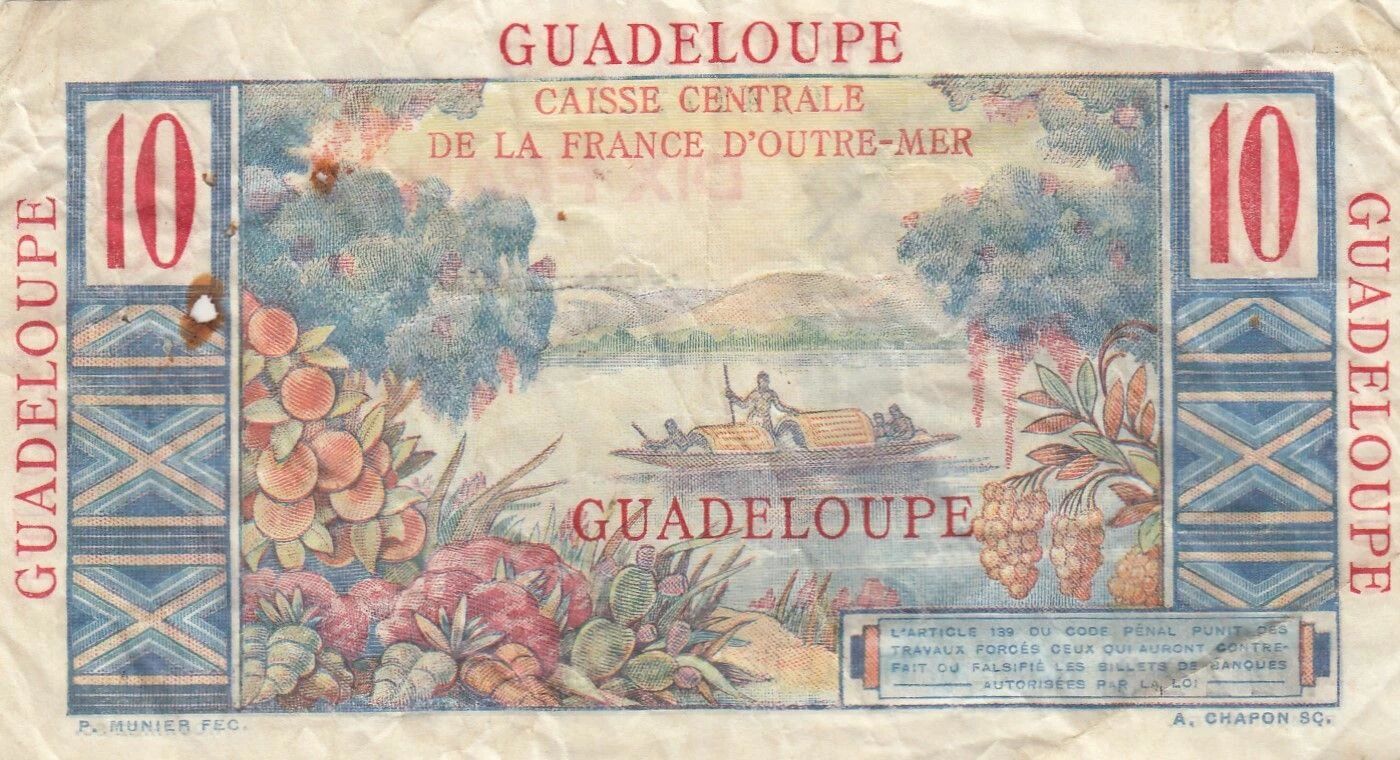 GUADELOUPE
CAISSE CENTRALE
DE LA FRANCE D'OUTRE-MER
10
10
GUADELOUPE
GUADELOUPE
GUADELOUPE
L'ARTICLE 139 DU CODE PÉNAL PUNIT DES
TRAVAUX FORCÉS CEUX QUI AURONT CONTRE-
FAIT OU FALSIFIÉ LES BILLETS DE BANQUES
AUTORISÉES PAR LA LOI
P. MUNIER FEC.
A. CHAPON SC.